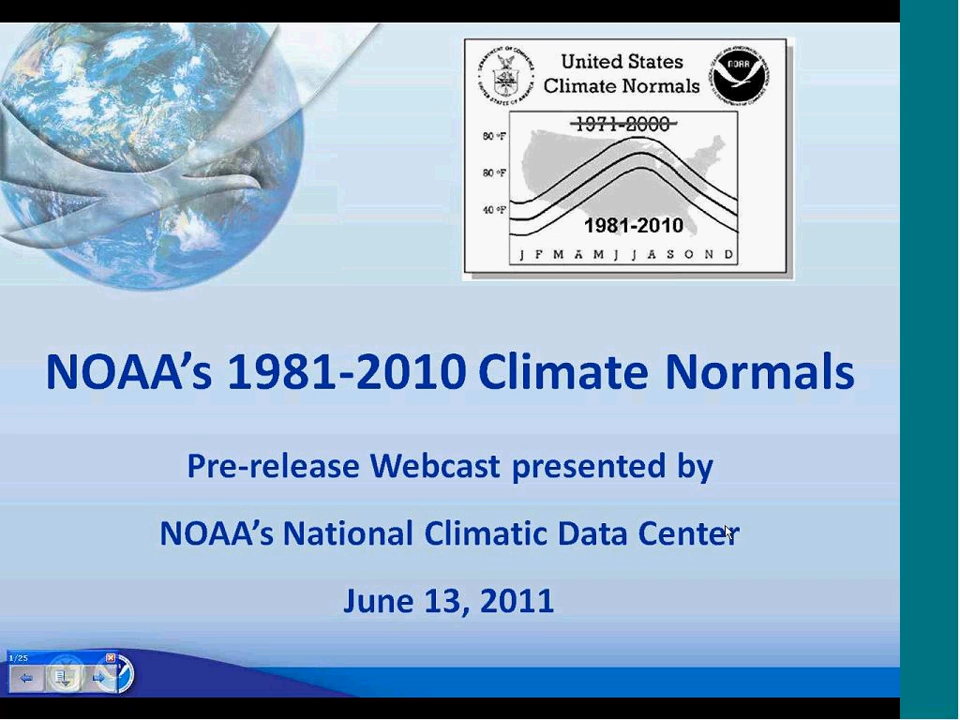 United States
Climate Normals
NOAA
1971-2000
80 °F
60 °F
40 °F
1981-2010
J F M A M J J A S O N D
NOAA's 1981-2010 Climate Normals
Pre-release Webcast presented by
NOAA's National Climatic Data Center
June 13, 2011
1/25